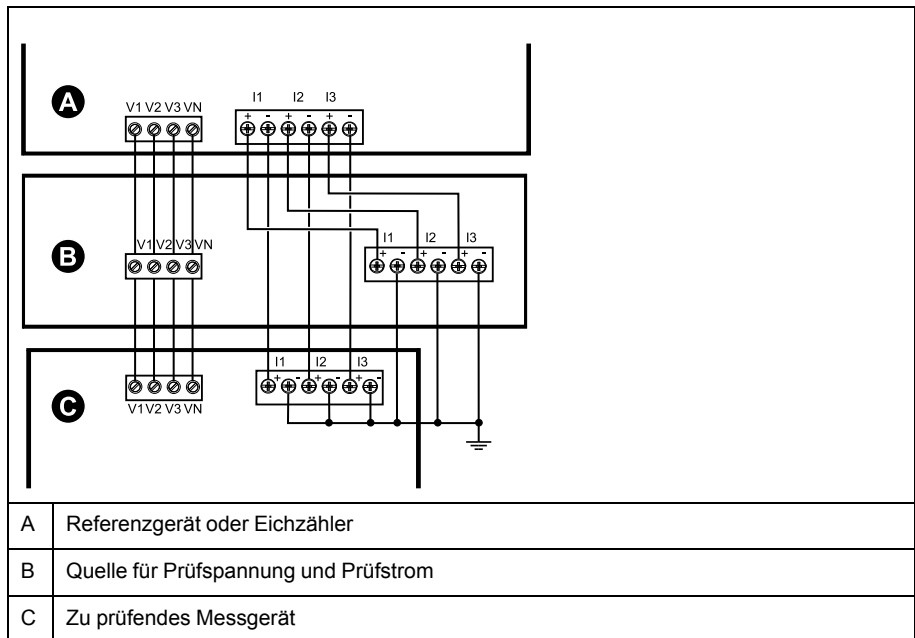 A
V1 V2 V3 VN
I1 I2 I3
+ - + - + -
B
V1 V2 V3 VN
I1 I2 I3
+ - + - + -
C
I1 I2 I3
+ - + - + -
V1 V2 V3 VN
A Referenzgerät oder Eichzähler
B Quelle für Prüfspannung und Prüfstrom
C Zu prüfendes Messgerät